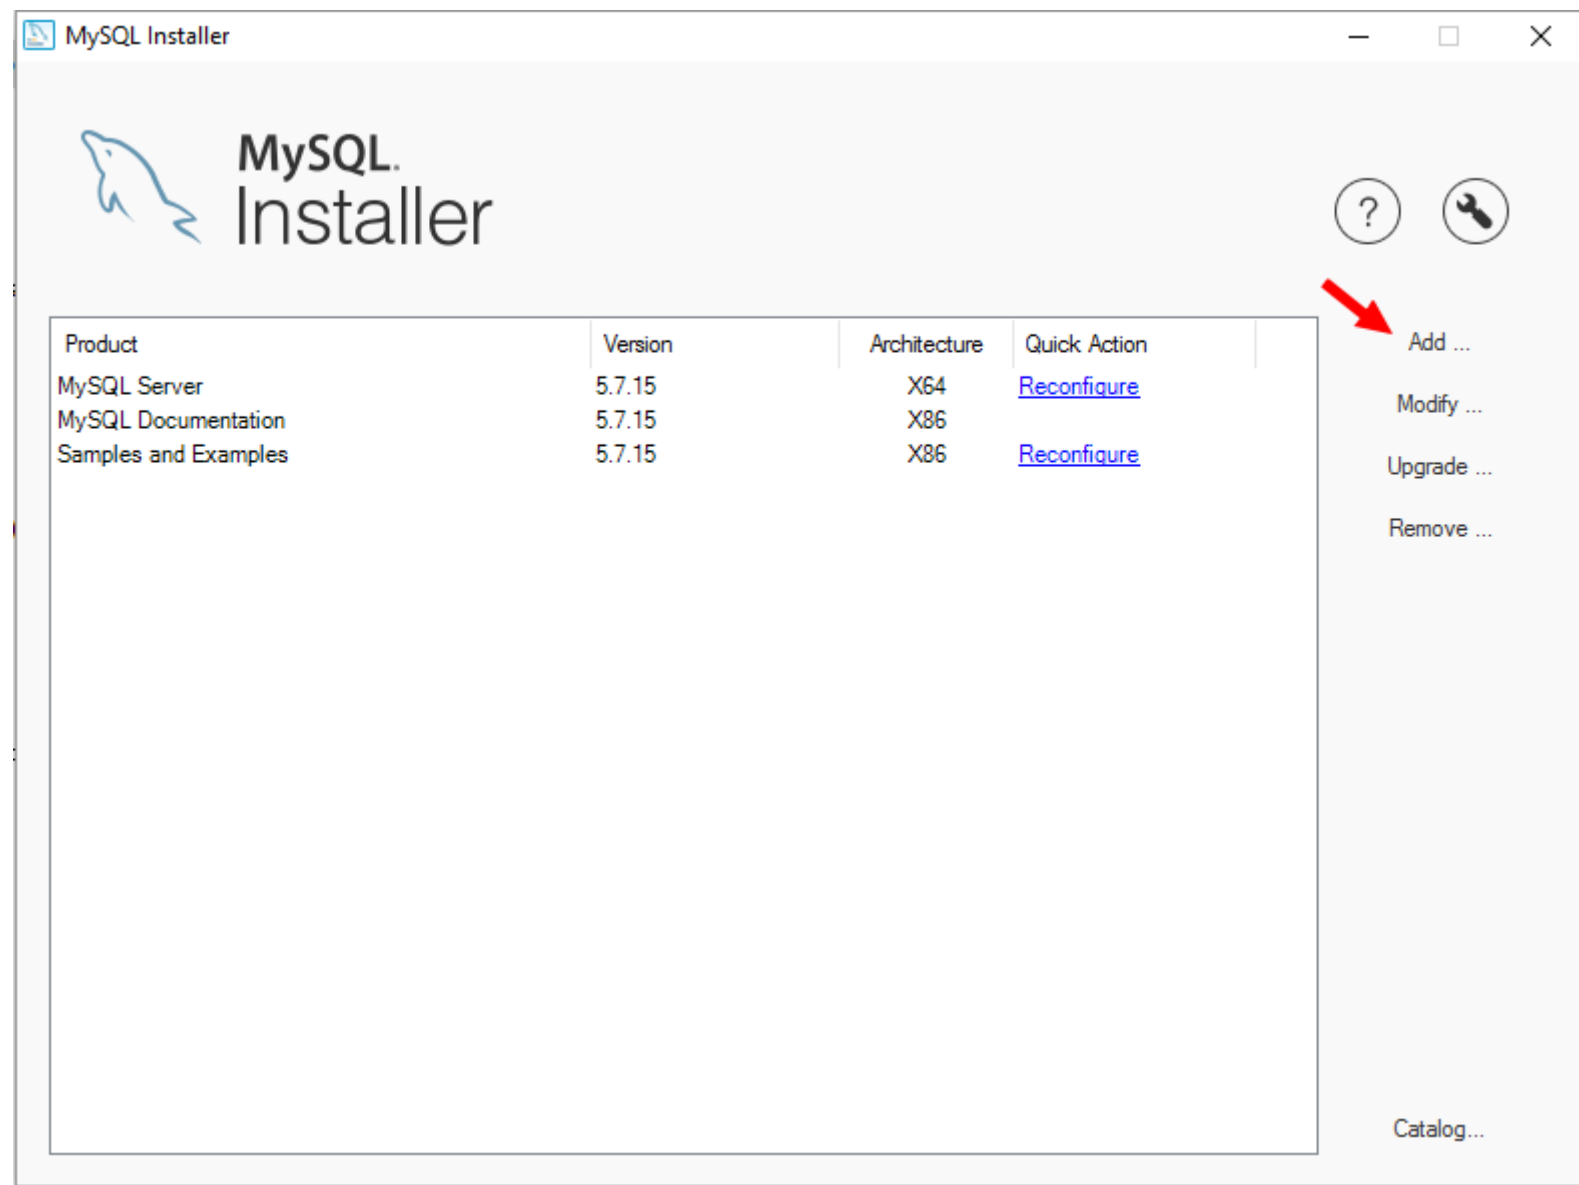 MySQL Installer
MySQL.
Installer
?
Product Version Architecture Quick Action
MySQL Server 5.7.15 X64 Reconfigure
MySQL Documentation 5.7.15 X86
Samples and Examples 5.7.15 X86 Reconfigure
Add ...
Modify ...
Upgrade ...
Remove ...
Catalog...